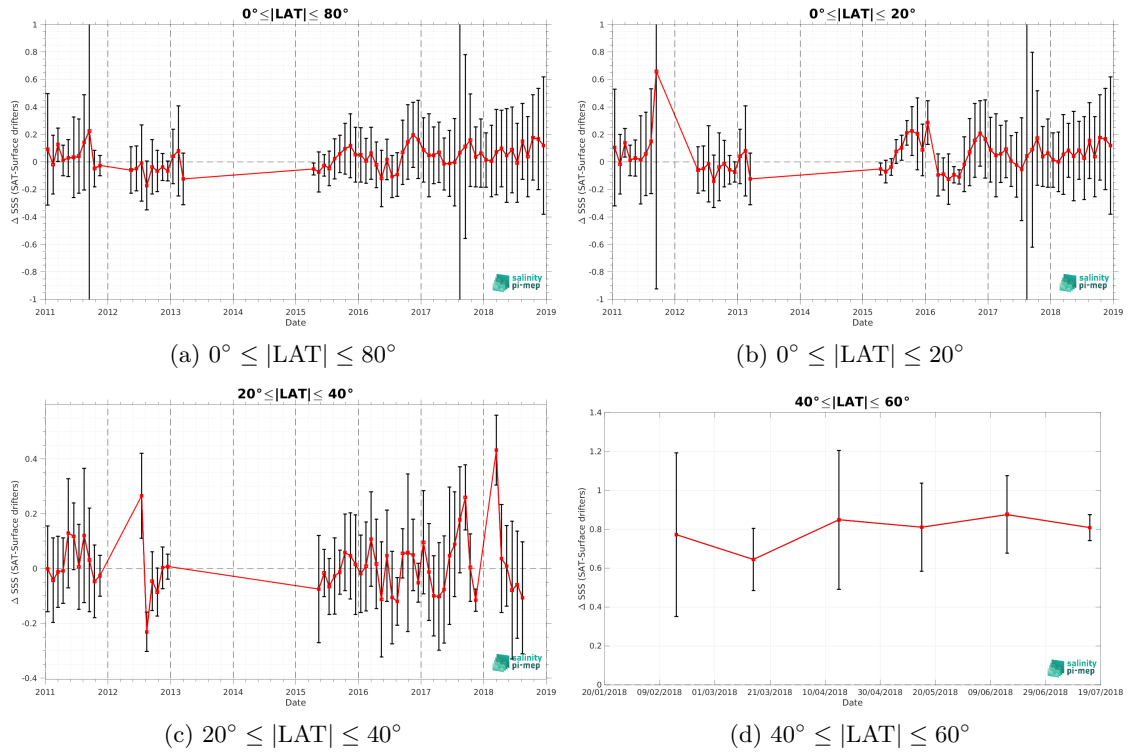 0°≤|LAT|≤ 80°
Δ SSS (SAT-Surface drifters)
1
0.8
0.6
0.4
0.2
0
-0.2
-0.4
-0.6
-0.8
-1
2011 2012 2013 2014 2015 2016 2017 2018 2019
Date
salinity
pi-mep
(a) 0° ≤ |LAT| ≤ 80°
0°≤|LAT|≤ 20°
Δ SSS (SAT-Surface drifters)
1
0.8
0.6
0.4
0.2
0
-0.2
-0.4
-0.6
-0.8
-1
2011 2012 2013 2014 2015 2016 2017 2018 2019
Date
salinity
pi-mep
(b) 0° ≤ |LAT| ≤ 20°
20°≤|LAT|≤ 40°
Δ SSS (SAT-Surface drifters)
0.4
0.2
0
-0.2
-0.4
2011 2012 2013 2014 2015 2016 2017 2018 2019
Date
salinity
pi-mep
(c) 20° ≤ |LAT| ≤ 40°
40°≤|LAT|≤ 60°
Δ SSS (SAT-Surface drifters)
1.4
1.2
1
0.8
0.6
0.4
0.2
0
20/01/2018 09/02/2018 01/03/2018 21/03/2018 10/04/2018 30/04/2018 20/05/2018 09/06/2018 29/06/2018 19/07/2018
Date
salinity
pi-mep
(d) 40° ≤ |LAT| ≤ 60°